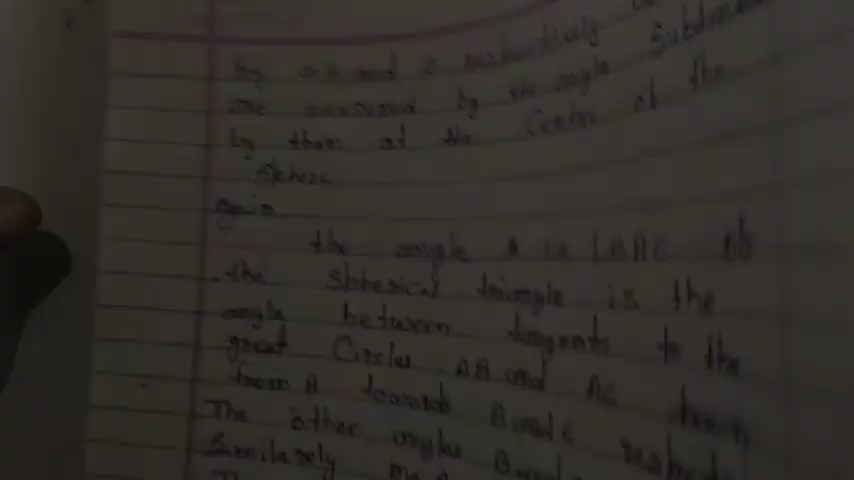 by a b and c respectively
are measured by the angle Subtended
by them at the Centre of the
sphere.
again.
the angle A ie ∠BAC of
the spherical triangle is the
angle between tangents to the
great Circles AB and AC drawn
from A towards B and C
The other angles B and
Similarly